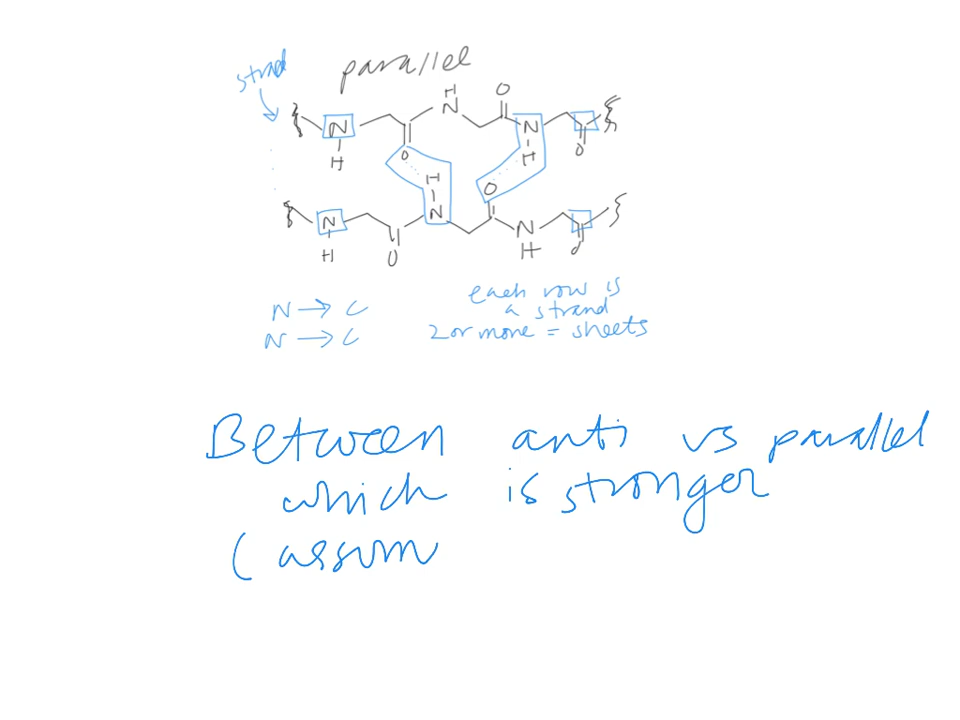 strand parallel
H O
N N
H O H O
H O
N N N
H O H O
N → C
N → C
each row is
a strand
2 or more = sheets
Between anti vs parallel
which is stronger
(assum